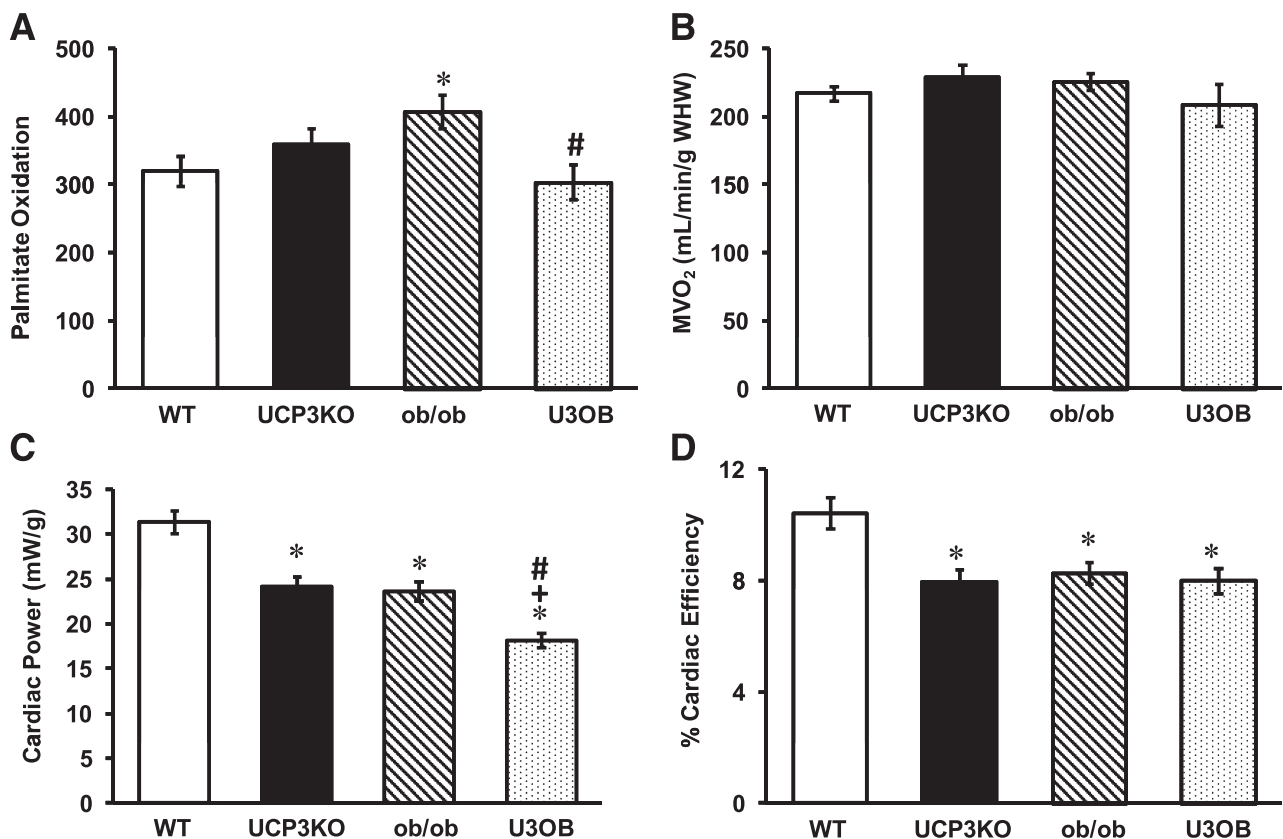 A
500
400
300
200
100
0
Palmitate Oxidation
*
#
WT UCP3KO ob/ob U3OB
B
250
200
150
100
50
0
MVO₂ (mL/min/g WHW)
WT UCP3KO ob/ob U3OB
C
35
30
25
20
15
10
5
0
Cardiac Power (mW/g)
*
*
#
+
*
WT UCP3KO ob/ob U3OB
D
12
8
4
0
% Cardiac Efficiency
*
*
*
WT UCP3KO ob/ob U3OB